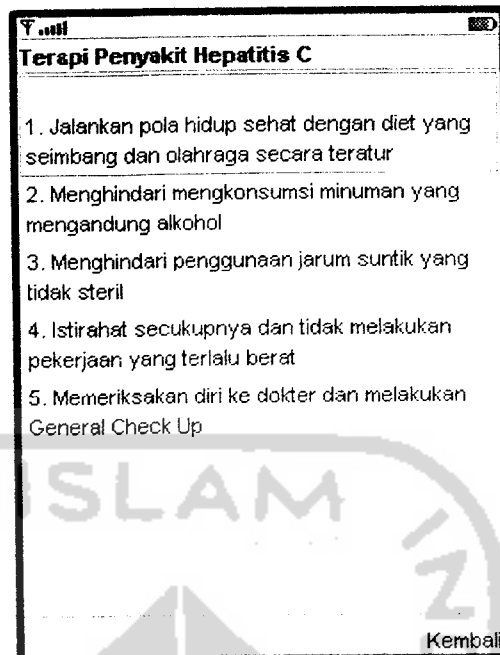 Terapi Penyakit Hepatitis C
1. Jalankan pola hidup sehat dengan diet yang
seimbang dan olahraga secara teratur
2. Menghindari mengkonsumsi minuman yang
mengandung alkohol
3. Menghindari penggunaan jarum suntik yang
tidak steril
4. Istirahat secukupnya dan tidak melakukan
pekerjaan yang terlalu berat
5. Memeriksakan diri ke dokter dan melakukan
General Check Up
ISLAM
Kembali